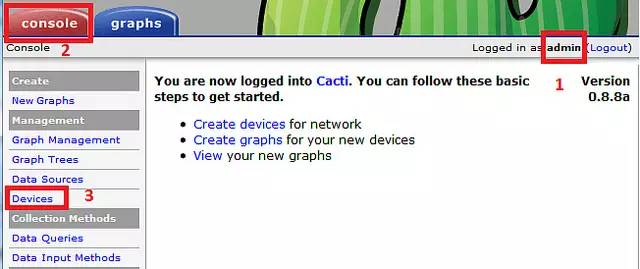 console graphs
2
Console Logged in as admin (Logout)
1
Create
New Graphs
Management
Graph Management
Graph Trees
Data Sources
Devices 3
Collection Methods
Data Queries
Data Input Methods
You are now logged into Cacti. You can follow these basic
steps to get started.
Version
0.8.8a
• Create devices for network
• Create graphs for your new devices
• View your new graphs